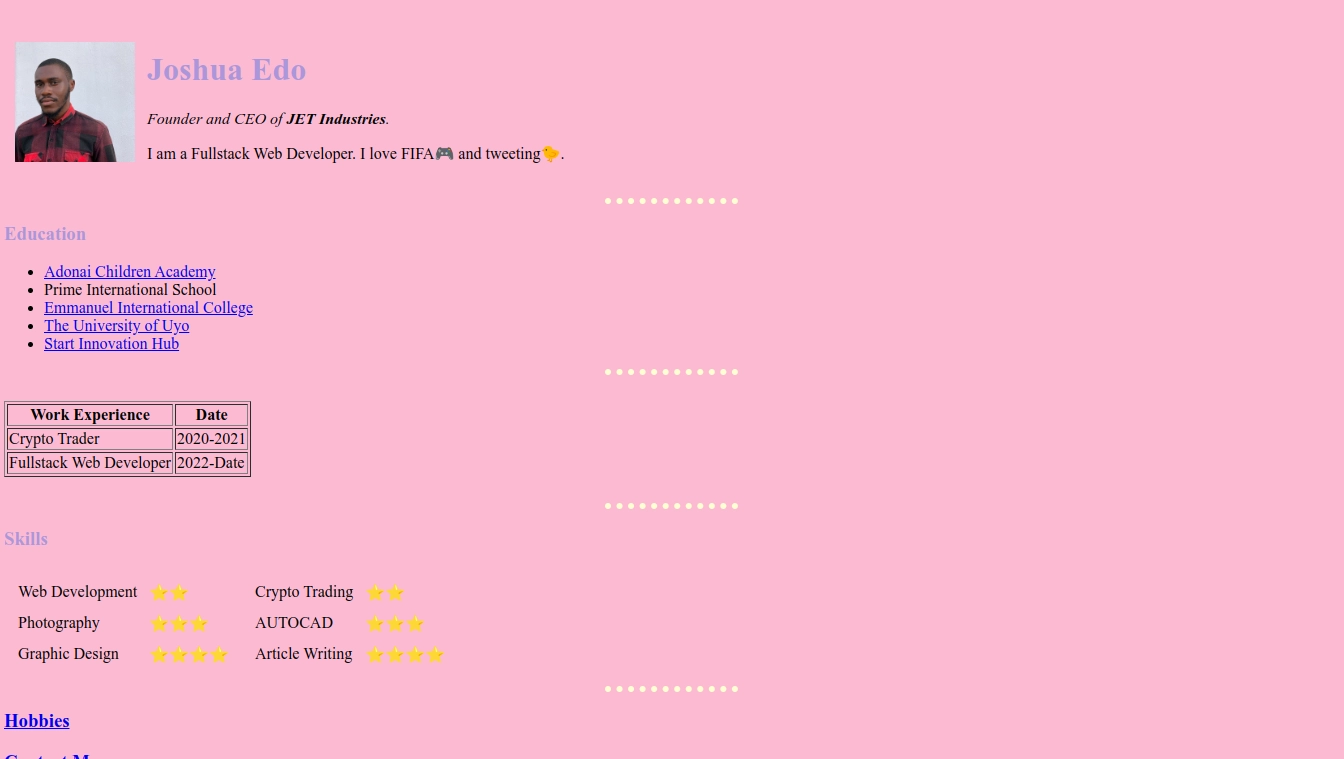 Joshua Edo
Founder and CEO of JET Industries.
I am a Fullstack Web Developer. I love FIFA🎮 and tweeting🐤.
Education
Adonai Children Academy
Prime International School
Emmanuel International College
The University of Uyo
Start Innovation Hub
Work Experience Date
Crypto Trader 2020-2021
Fullstack Web Developer 2022-Date
Skills
Web Development ⭐⭐ Crypto Trading ⭐⭐
Photography ⭐⭐⭐ AUTOCAD ⭐⭐⭐
Graphic Design ⭐⭐⭐⭐ Article Writing ⭐⭐⭐⭐
Hobbies